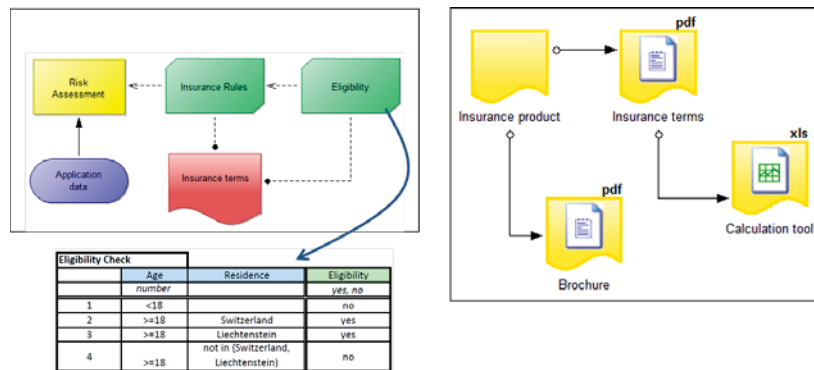 Risk
Assessment
Insurance Rules
Eligibility
Application
data
Insurance terms
Eligibility Check
Age Residence Eligibility
number yes, no
1 <18 no
2 >=18 Switzerland yes
3 >=18 Liechtenstein yes
4 >=18 not in (Switzerland, no
Liechtenstein)
pdf
Insurance product
Insurance terms
xls
pdf
Calculation tool
Brochure